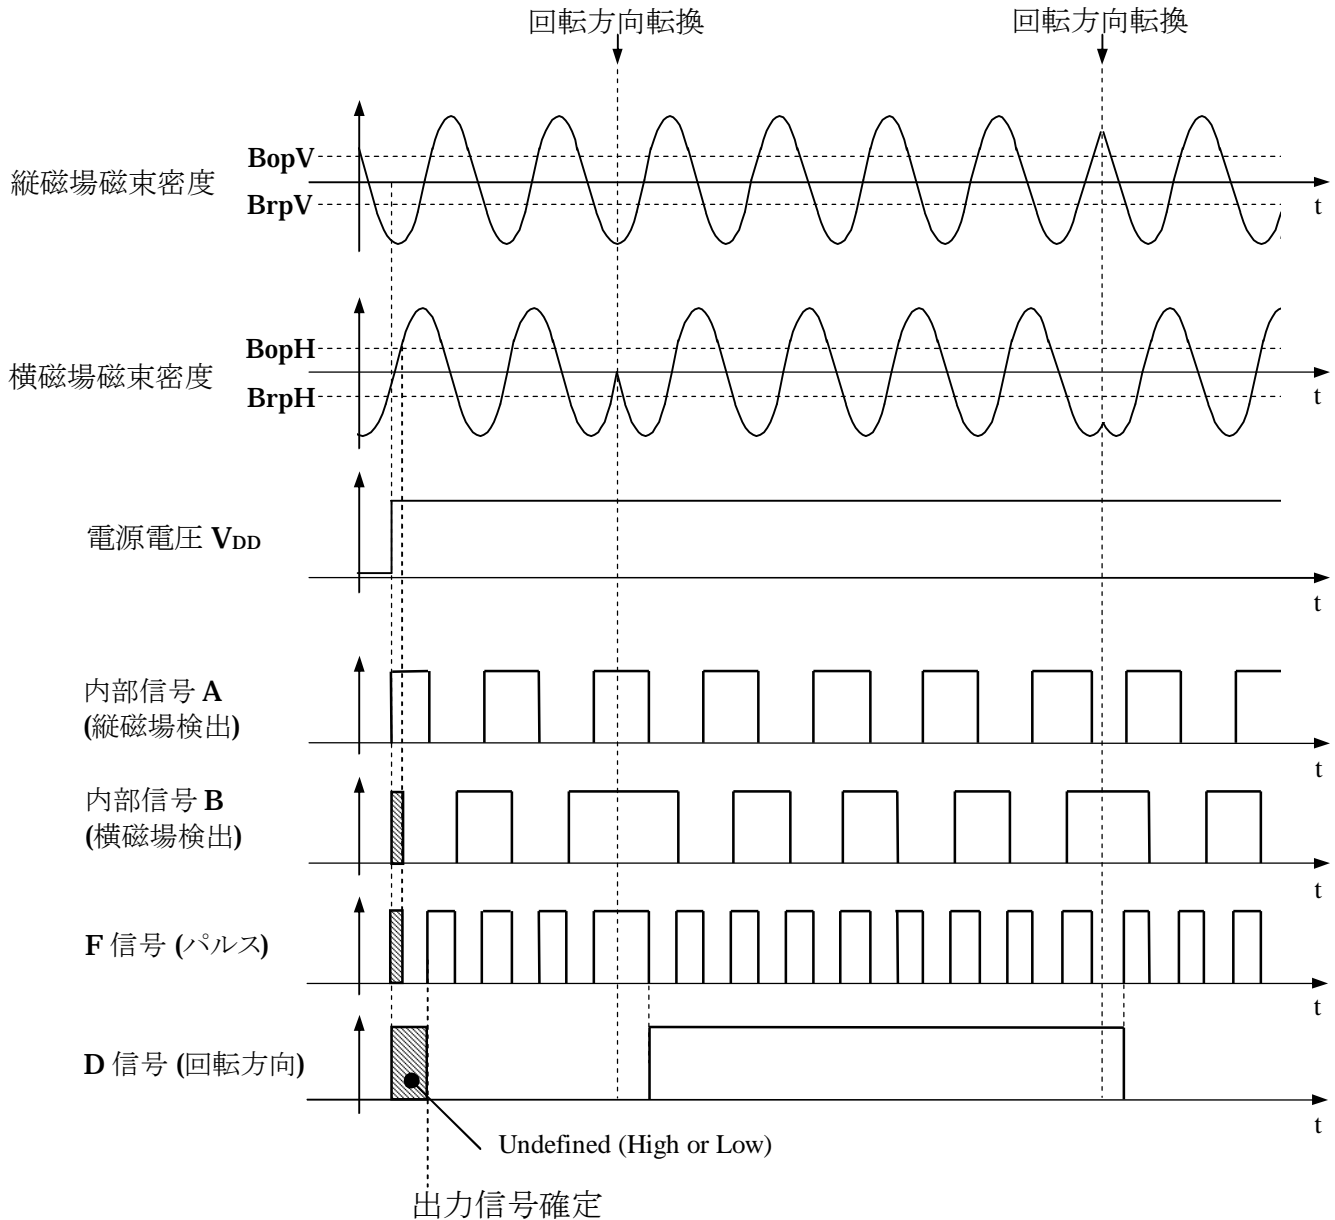 回転方向転換
回転方向転換
縦磁場磁束密度
BopV
BrpV
t
横磁場磁束密度
BopH
BrpH
t
電源電圧 VDD
t
内部信号 A
(縦磁場検出)
t
内部信号 B
(横磁場検出)
t
F 信号 (パルス)
t
D 信号 (回転方向)
t
Undefined (High or Low)
出力信号確定